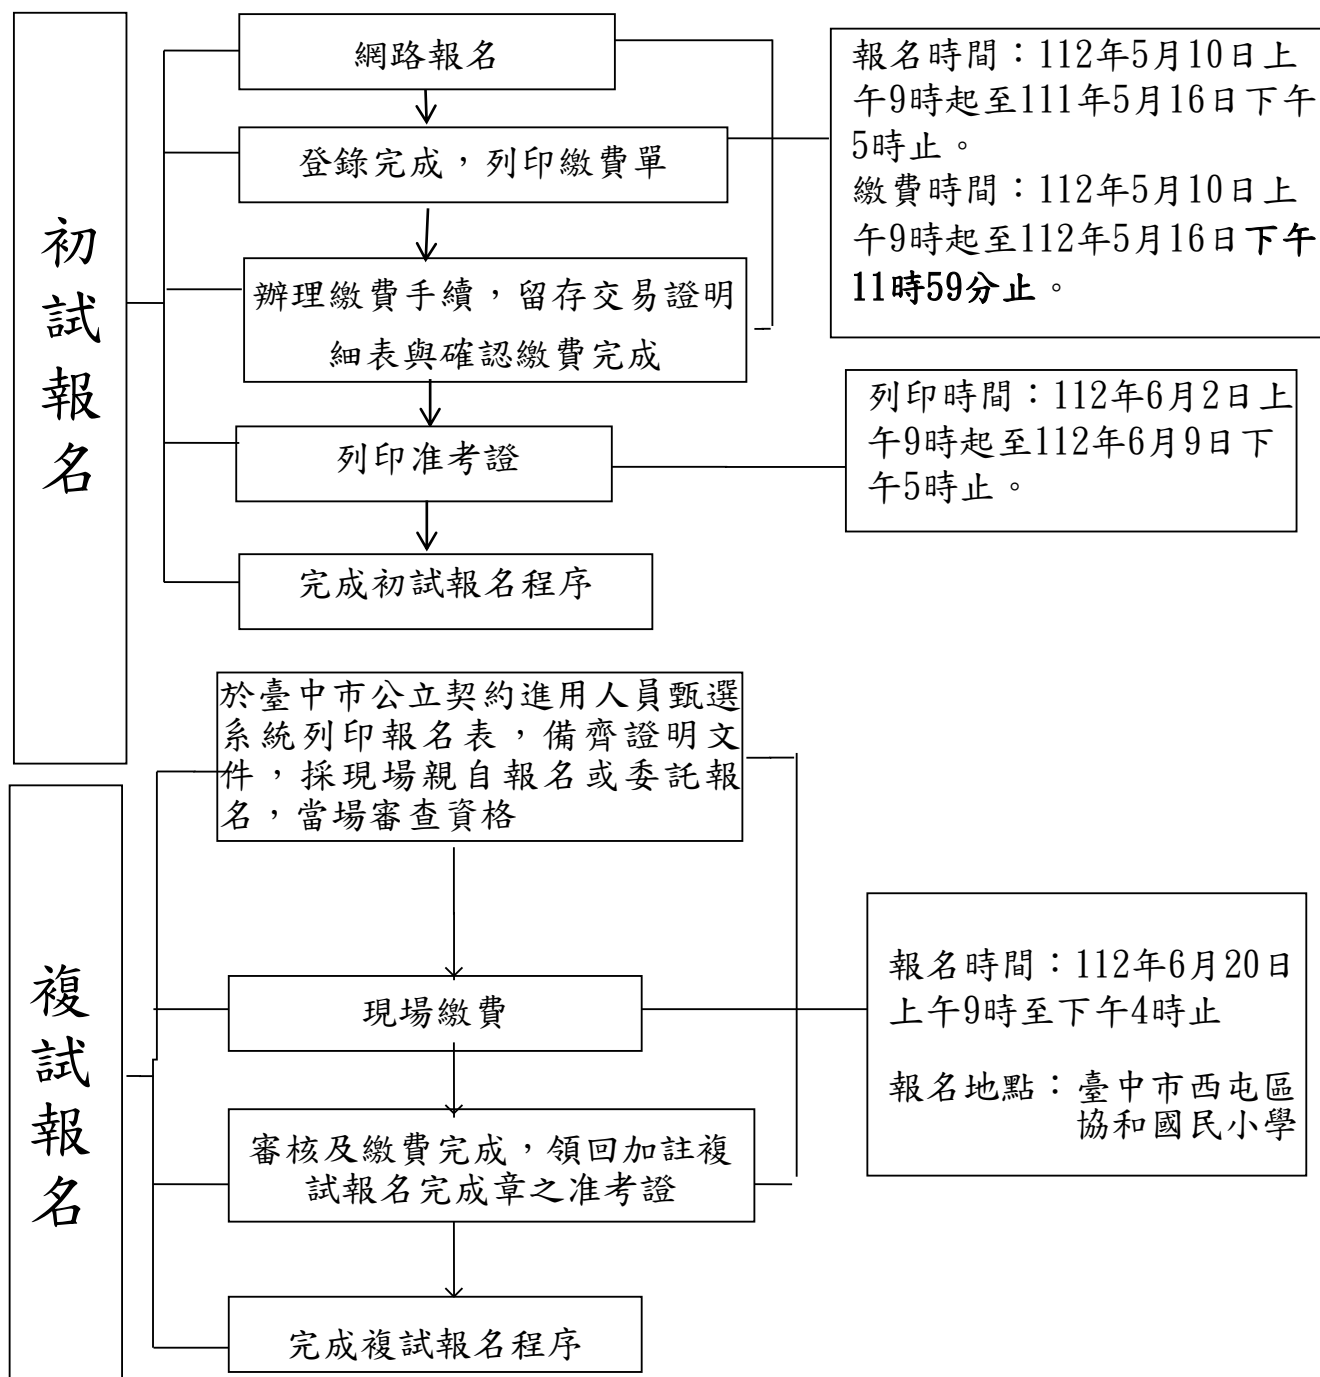 初試報名
網路報名
登錄完成，列印繳費單
辦理繳費手續，留存交易證明
細表與確認繳費完成
列印准考證
完成初試報名程序
報名時間：112年5月10日上
午9時起至111年5月16日下午
5時止。
繳費時間：112年5月10日上
午9時起至112年5月16日下午
11時59分止。
列印時間：112年6月2日上
午9時起至112年6月9日下
午5時止。
複試報名
於臺中市公立契約進用人員甄選
系統列印報名表，備齊證明文
件，採現場親自報名或委託報
名，當場審查資格
現場繳費
審核及繳費完成，領回加註複
試報名完成章之准考證
完成複試報名程序
報名時間：112年6月20日
上午9時至下午4時止
報名地點：臺中市西屯區
協和國民小學